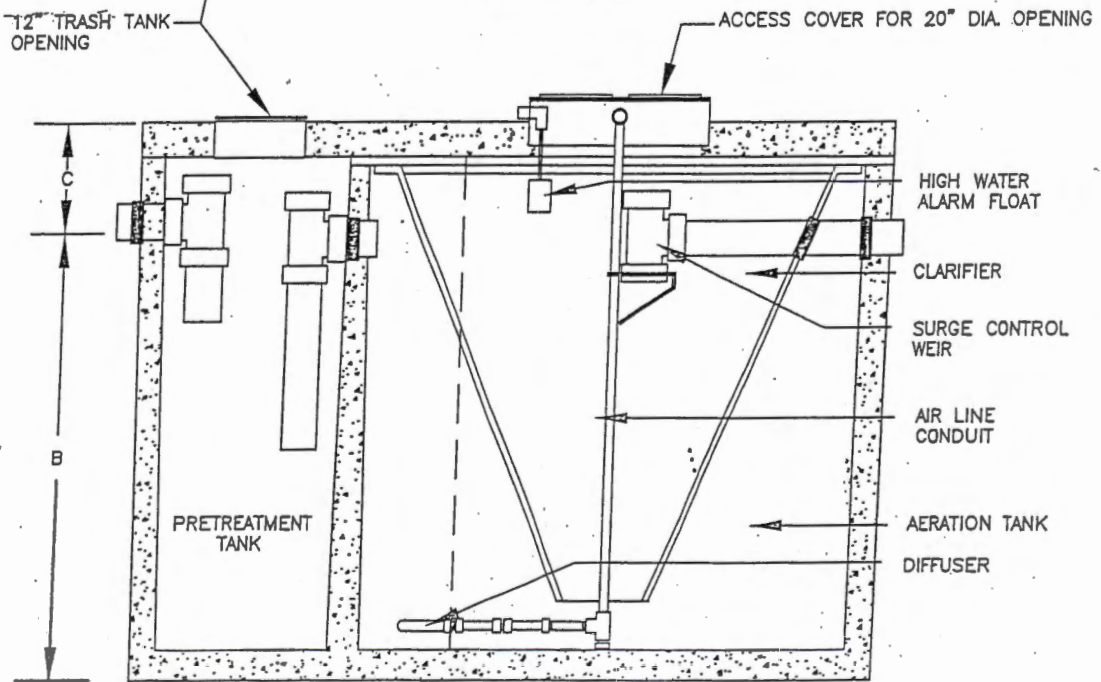 12" TRASH TANK
OPENING
ACCESS COVER FOR 20" DIA. OPENING
C
HIGH WATER
ALARM FLOAT
CLARIFIER
SURGE CONTROL
WEIR
AIR LINE
CONDUIT
B
PRETREATMENT
TANK
AERATION TANK
DIFFUSER